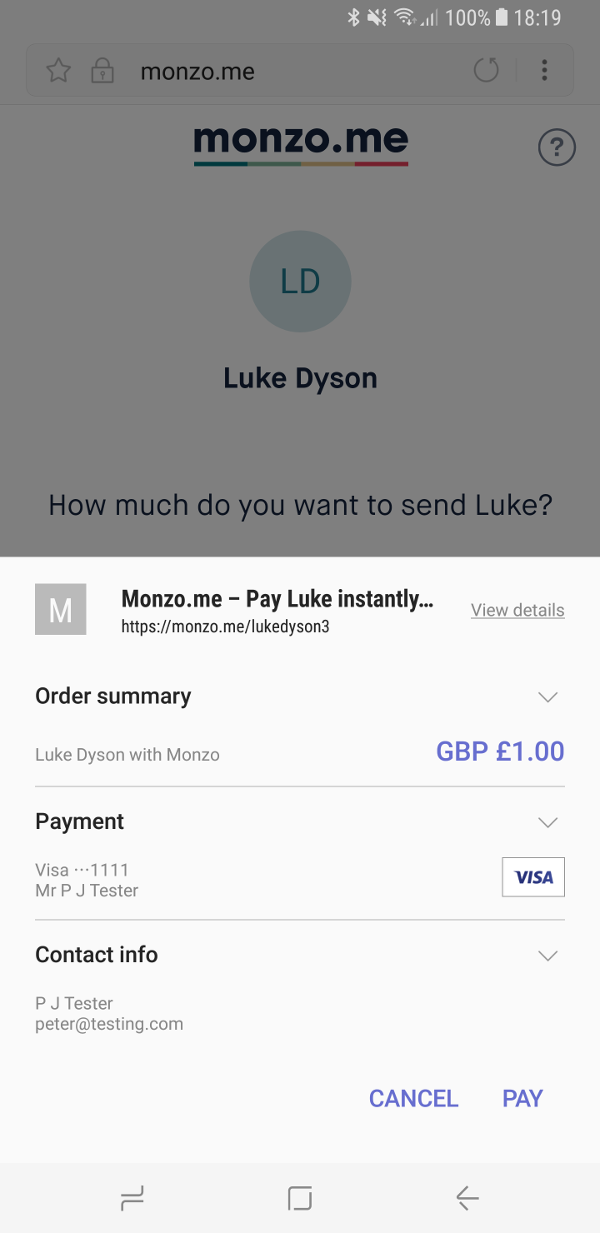 100% 18:19
monzo.me
monzo.me
?
LD
Luke Dyson
How much do you want to send Luke?
M
Monzo.me – Pay Luke instantly...
https://monzo.me/lukedyson3
View details
Order summary
Luke Dyson with Monzo
GBP £1.00
Payment
Visa ···1111
Mr P J Tester
VISA
Contact info
P J Tester
peter@testing.com
CANCEL PAY